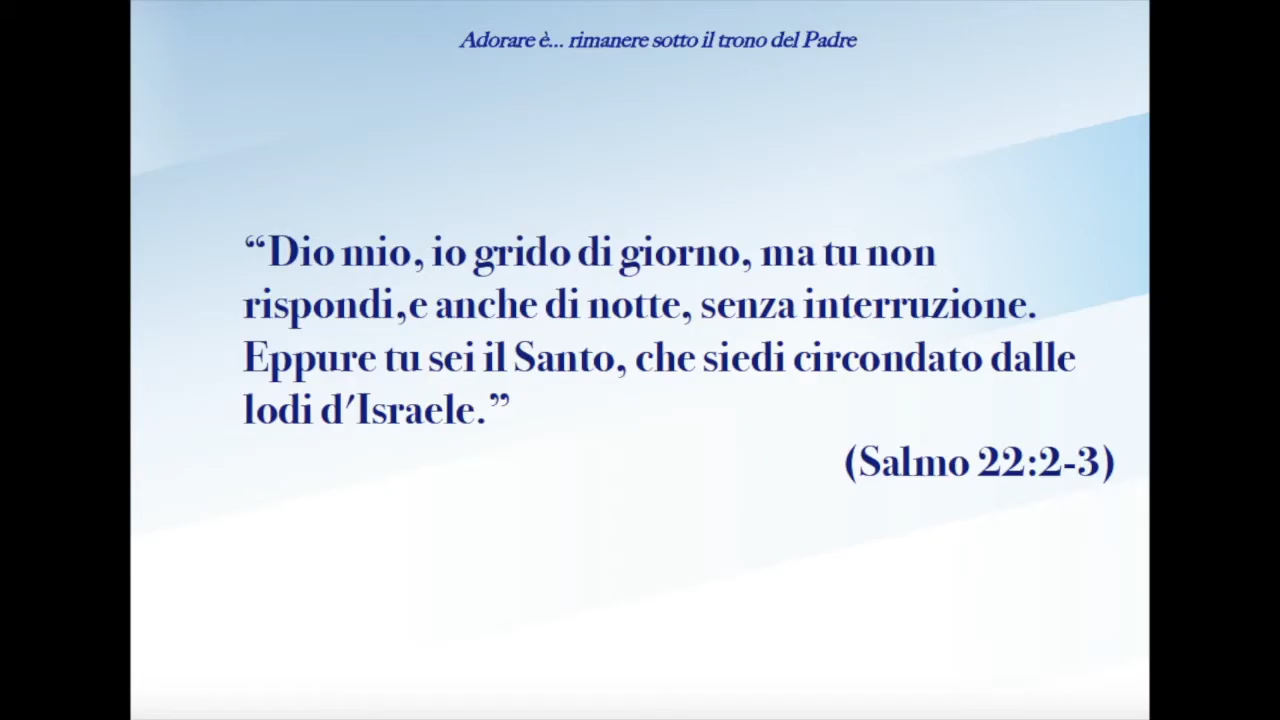 Adorare è... rimanere sotto il trono del Padre
“Dio mio, io grido di giorno, ma tu non
rispondi,e anche di notte, senza interruzione.
Eppure tu sei il Santo, che siedi circondato dalle
lodi d'Israele.”
(Salmo 22:2-3)